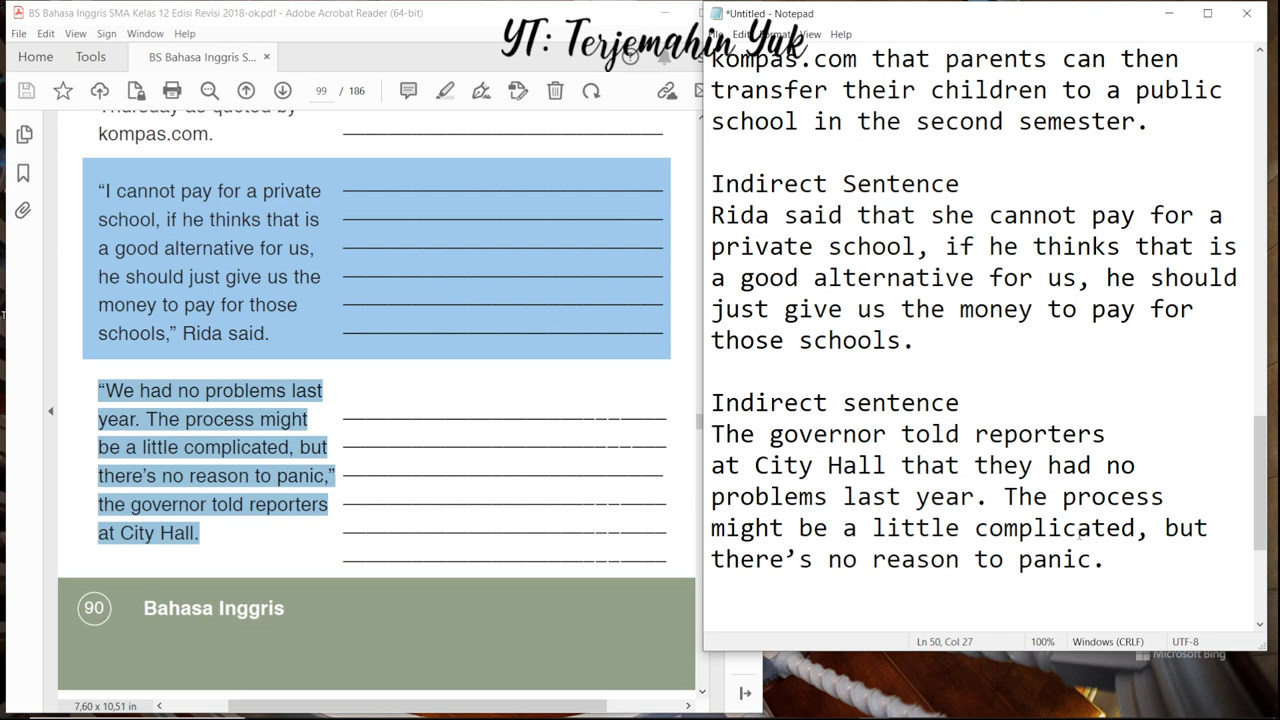 BS Bahasa Inggris SMA Kelas 12 Edisi Revisi 2018-ok.pdf - Adobe Acrobat Reader (64-bit)
File Edit View Sign Window Help
Home Tools BS Bahasa Inggris S... ×
99 / 186
Thursday as quoted by
kompas.com.
“I cannot pay for a private
school, if he thinks that is
a good alternative for us,
he should just give us the
money to pay for those
schools,” Rida said.
“We had no problems last
year. The process might
be a little complicated, but
there’s no reason to panic,”
the governor told reporters
at City Hall.
90 Bahasa Inggris
7,60 x 10,51 in
YT: Terjemahin Yuk
*Untitled - Notepad
File Edit Format View Help
kompas.com that parents can then
transfer their children to a public
school in the second semester.
Indirect Sentence
Rida said that she cannot pay for a
private school, if he thinks that is
a good alternative for us, he should
just give us the money to pay for
those schools.
Indirect sentence
The governor told reporters
at City Hall that they had no
problems last year. The process
might be a little complicated, but
there’s no reason to panic.
Ln 50, Col 27 100% Windows (CRLF) UTF-8
Microsoft Bing